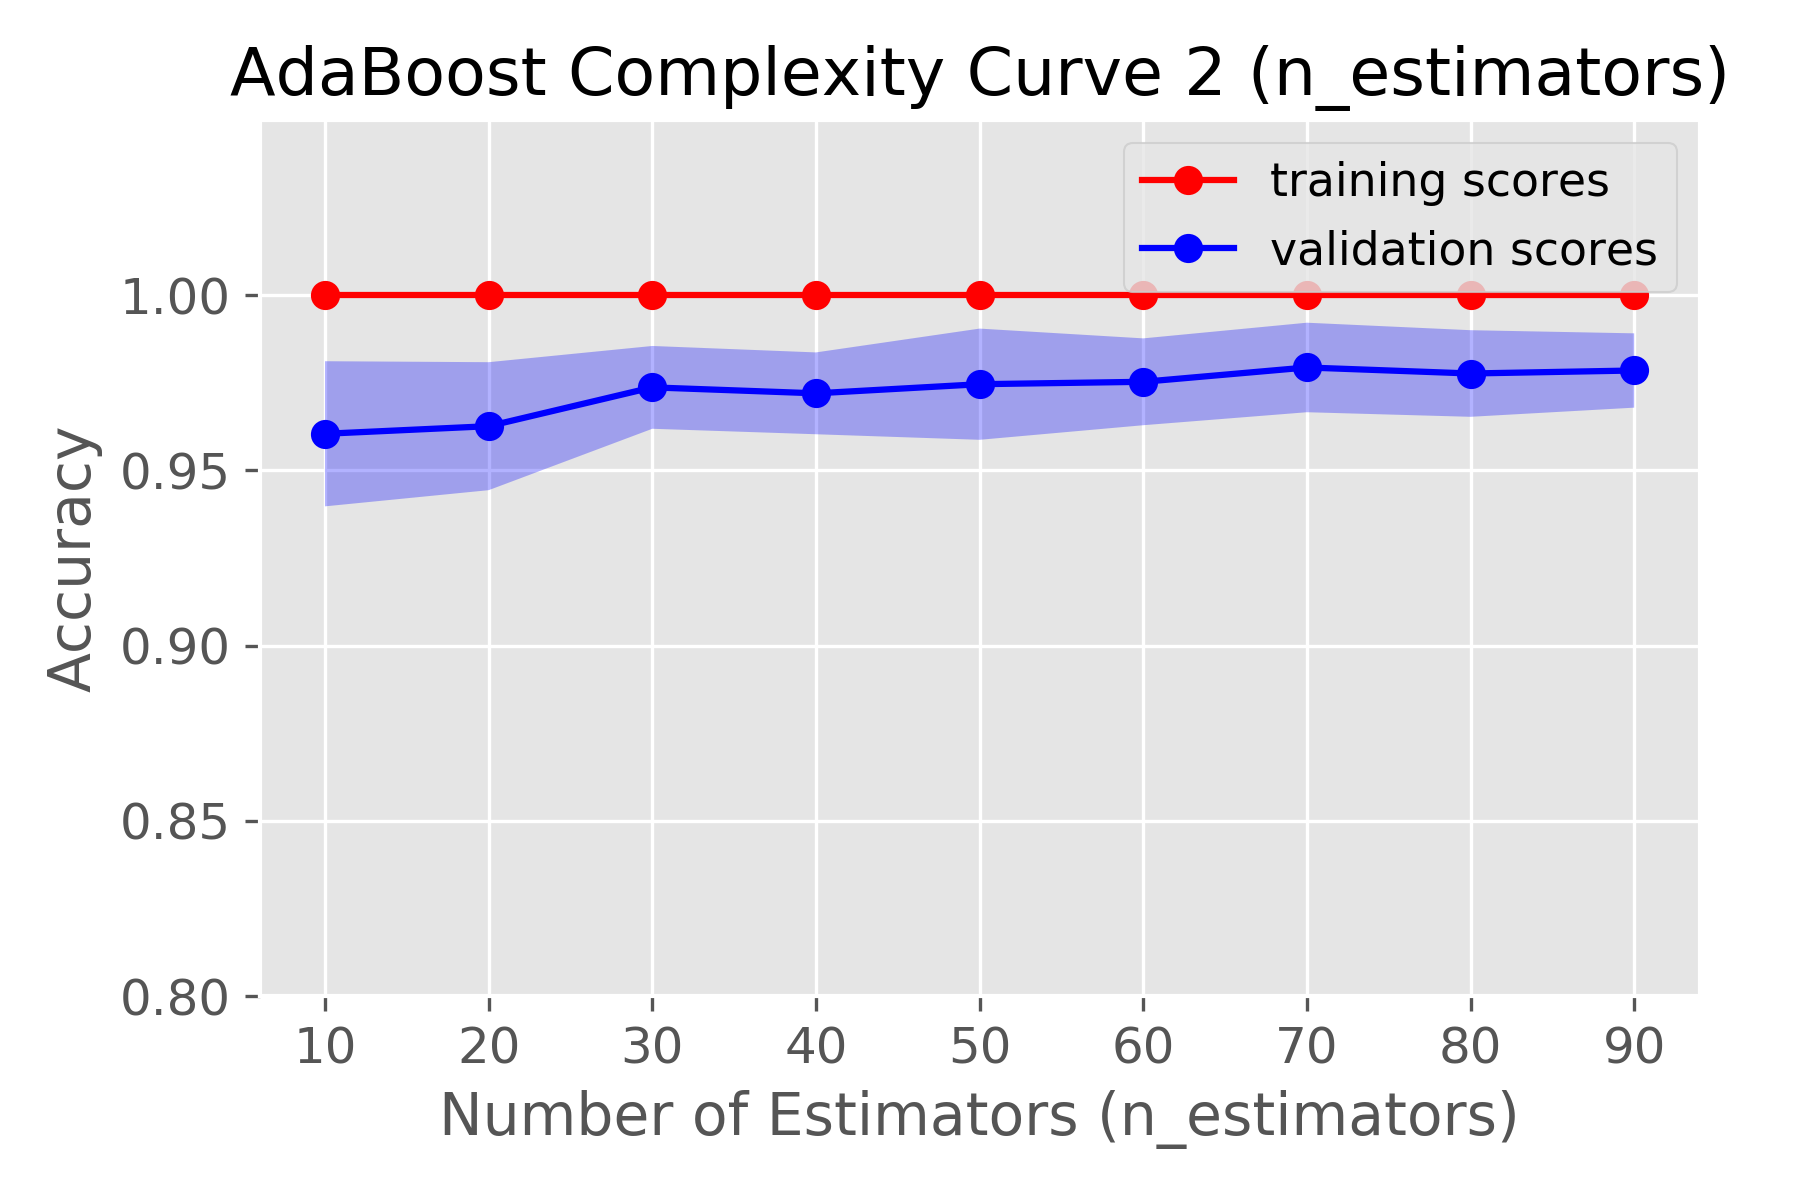 AdaBoost Complexity Curve 2 (n_estimators)
training scores
validation scores
Accuracy
1.00
0.95
0.90
0.85
0.80
10 20 30 40 50 60 70 80 90
Number of Estimators (n_estimators)